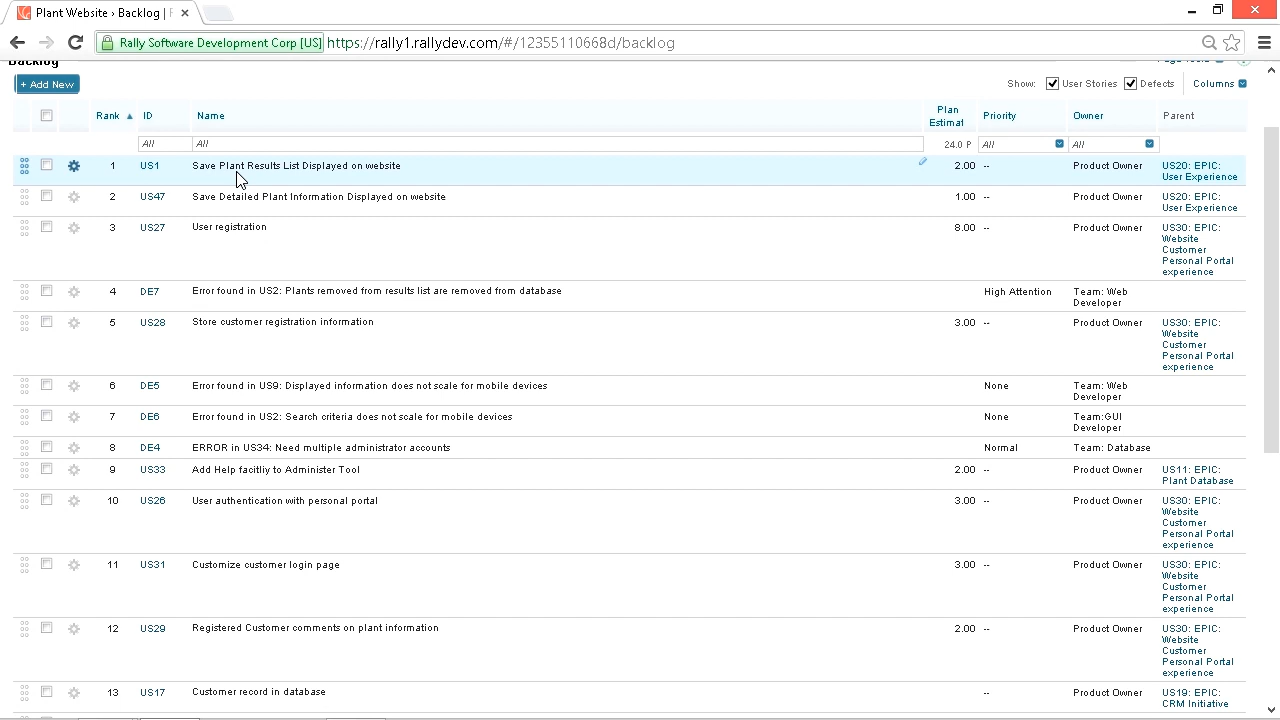 Plant Website › Backlog | R
Rally Software Development Corp [US] https://rally1.rallydev.com/#/12355110668d/backlog
Backlog
+ Add New
Show: User Stories Defects Columns
Rank ID Name Plan Estimat Priority Owner Parent
All All 24.0 P All All
1 US1 Save Plant Results List Displayed on website 2.00 -- Product Owner US20: EPIC:
User Experience
2 US47 Save Detailed Plant Information Displayed on website 1.00 -- Product Owner US20: EPIC:
User Experience
3 US27 User registration 8.00 -- Product Owner US30: EPIC:
Website
Customer
Personal Portal
experience
4 DE7 Error found in US2: Plants removed from results list are removed from database High Attention Team: Web
Developer
5 US28 Store customer registration information 3.00 -- Product Owner US30: EPIC:
Website
Customer
Personal Portal
experience
6 DE5 Error found in US9: Displayed information does not scale for mobile devices None Team: Web
Developer
7 DE6 Error found in US2: Search criteria does not scale for mobile devices None Team:GUI
Developer
8 DE4 ERROR in US34: Need multiple administrator accounts Normal Team: Database
9 US33 Add Help facitliy to Administer Tool 2.00 -- Product Owner US11: EPIC:
Plant Database
10 US26 User authentication with personal portal 3.00 -- Product Owner US30: EPIC:
Website
Customer
Personal Portal
experience
11 US31 Customize customer login page 3.00 -- Product Owner US30: EPIC:
Website
Customer
Personal Portal
experience
12 US29 Registered Customer comments on plant information 2.00 -- Product Owner US30: EPIC:
Website
Customer
Personal Portal
experience
13 US17 Customer record in database -- Product Owner US19: EPIC:
CRM Initiative